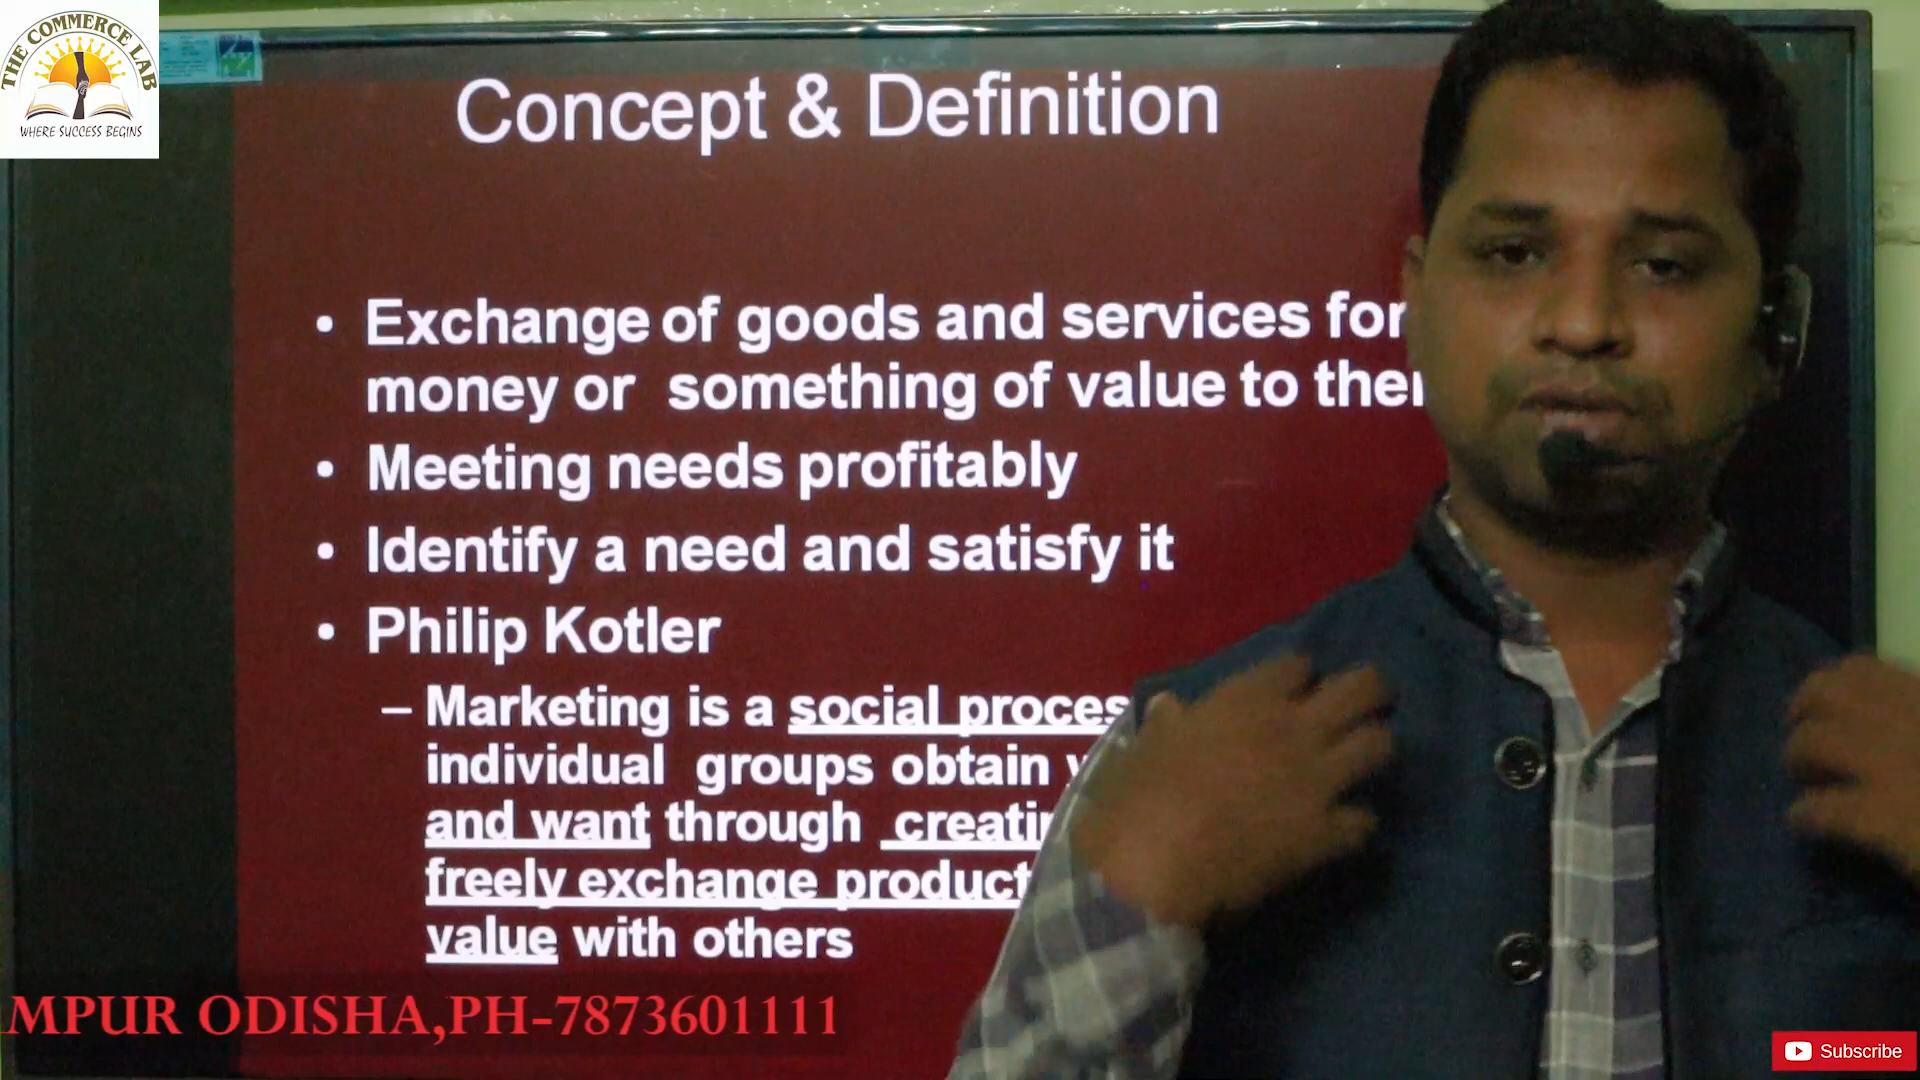 THE COMMERCE LAB
WHERE SUCCESS BEGINS
Concept & Definition
• Exchange of goods and services for
money or something of value to
• Meeting needs profitably
• Identify a need and satisfy it
• Philip Kotler
– Marketing is a social
individual groups obtain
and want through
freely exchange
value with others
MPUR ODISHA,PH-7873601111
Subscribe